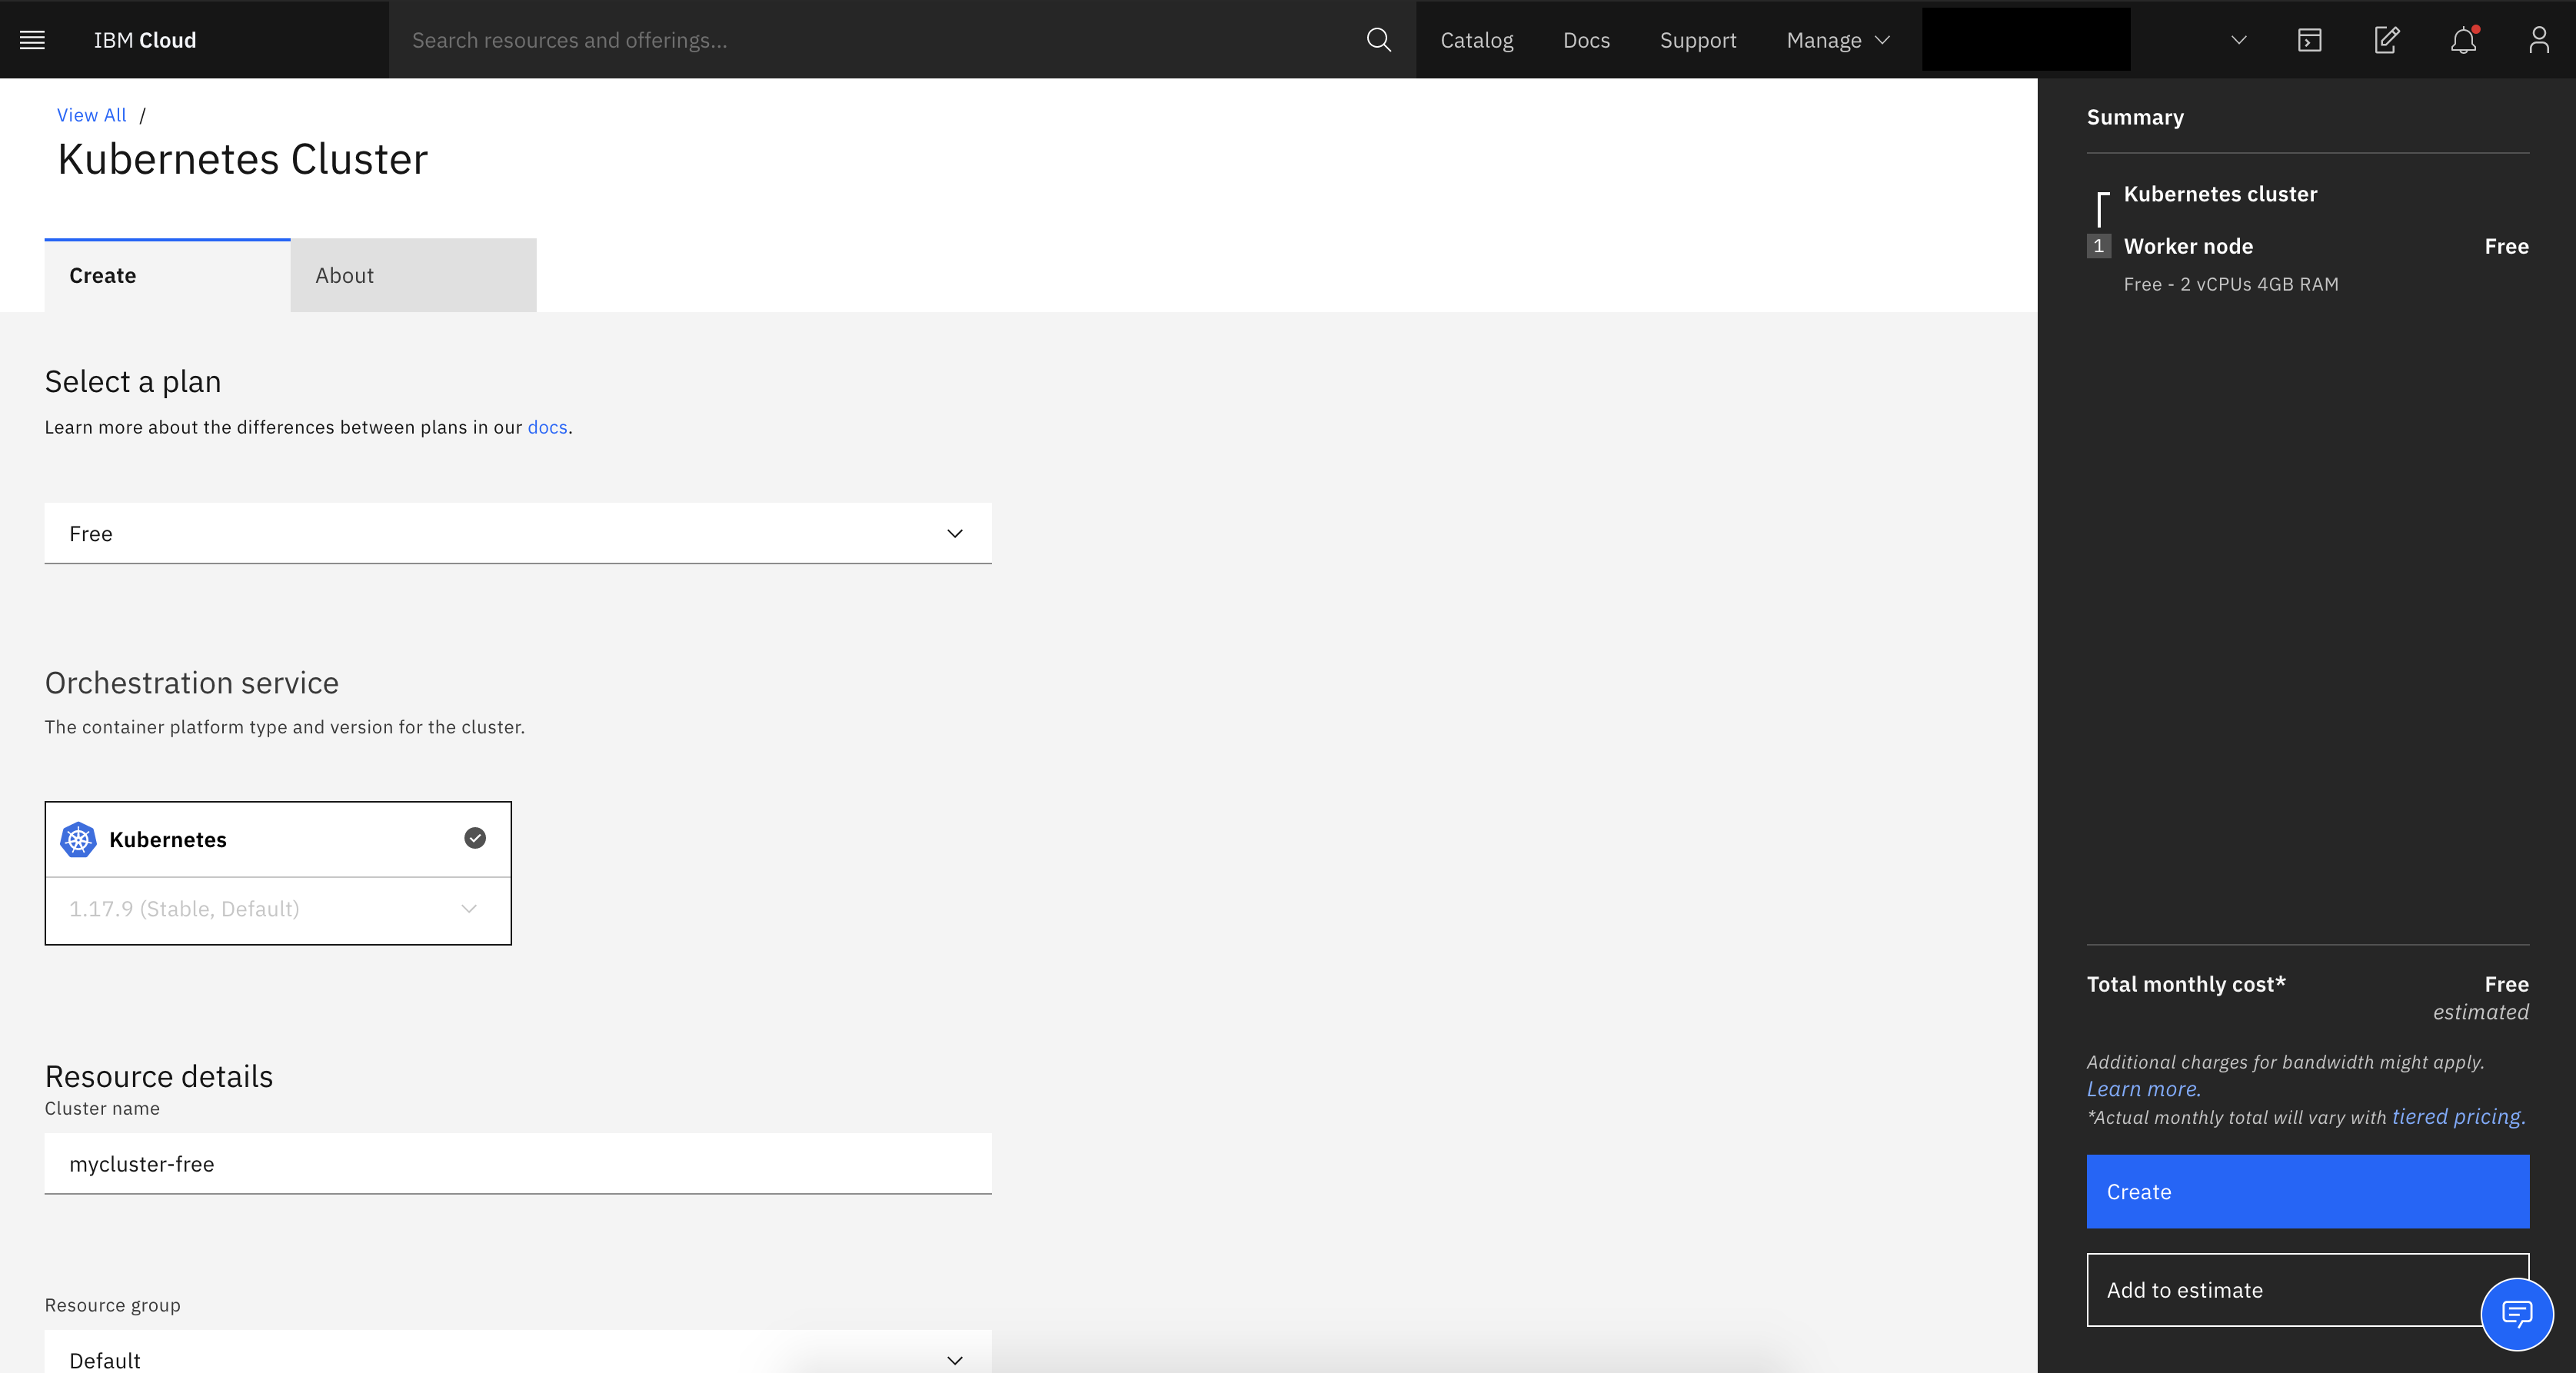 IBM Cloud
Search resources and offerings...
Catalog
Docs
Support
Manage
View All /
Kubernetes Cluster
Create
About
Select a plan
Learn more about the differences between plans in our docs.
Free
Orchestration service
The container platform type and version for the cluster.
Kubernetes
1.17.9 (Stable, Default)
Resource details
Cluster name
mycluster-free
Resource group
Default
Summary
Kubernetes cluster
1 Worker node Free
Free - 2 vCPUs 4GB RAM
Total monthly cost* Free
estimated
Additional charges for bandwidth might apply.
Learn more.
*Actual monthly total will vary with tiered pricing.
Create
Add to estimate